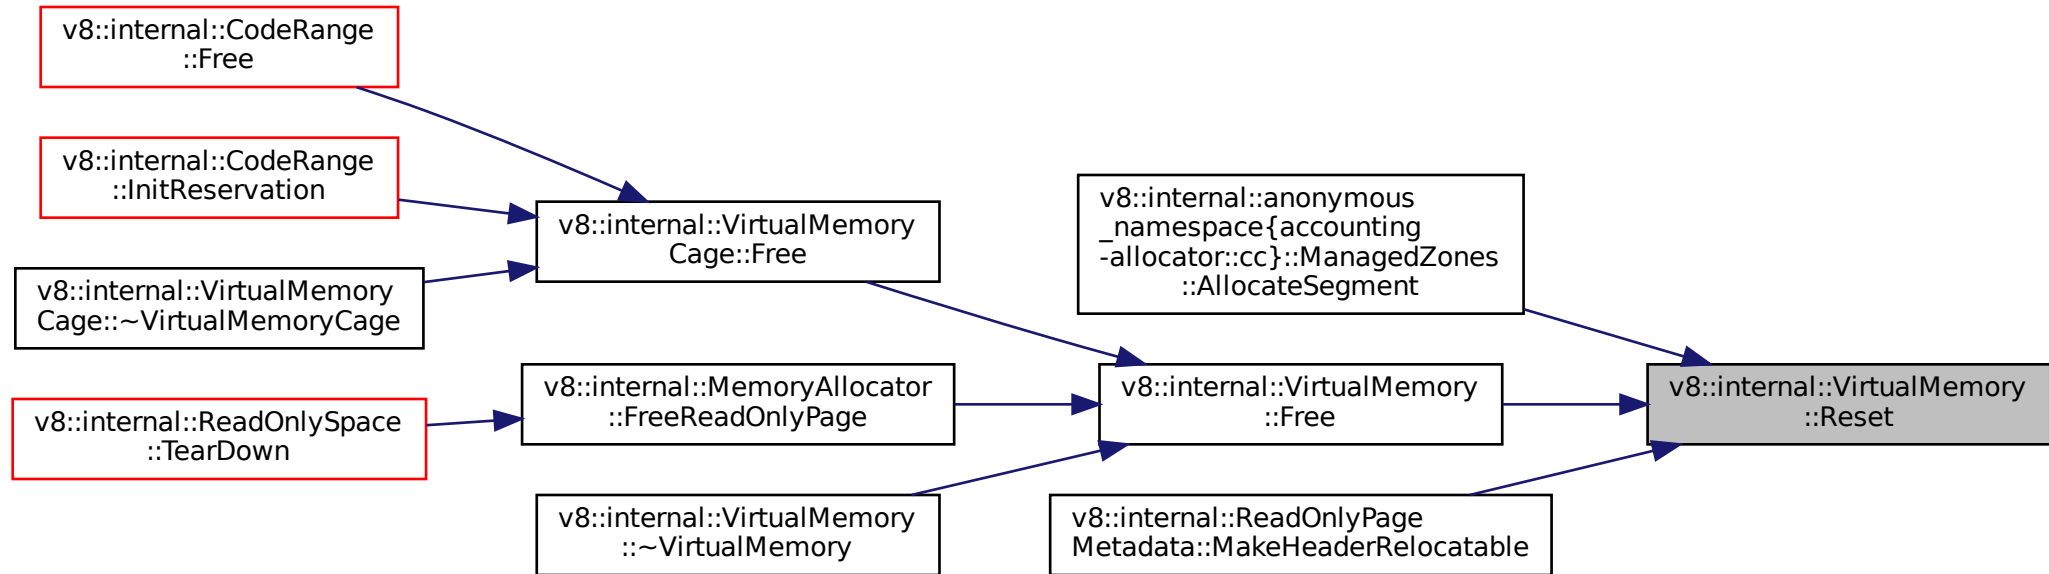 v8::internal::CodeRange
::Free
v8::internal::CodeRange
::InitReservation
v8::internal::VirtualMemory
Cage::~VirtualMemoryCage
v8::internal::ReadOnlySpace
::TearDown
v8::internal::VirtualMemory
Cage::Free
v8::internal::MemoryAllocator
::FreeReadOnlyPage
v8::internal::VirtualMemory
::~VirtualMemory
v8::internal::anonymous
_namespace{accounting
-allocator::cc}::ManagedZones
::AllocateSegment
v8::internal::VirtualMemory
::Free
v8::internal::ReadOnlyPage
Metadata::MakeHeaderRelocatable
v8::internal::VirtualMemory
::Reset